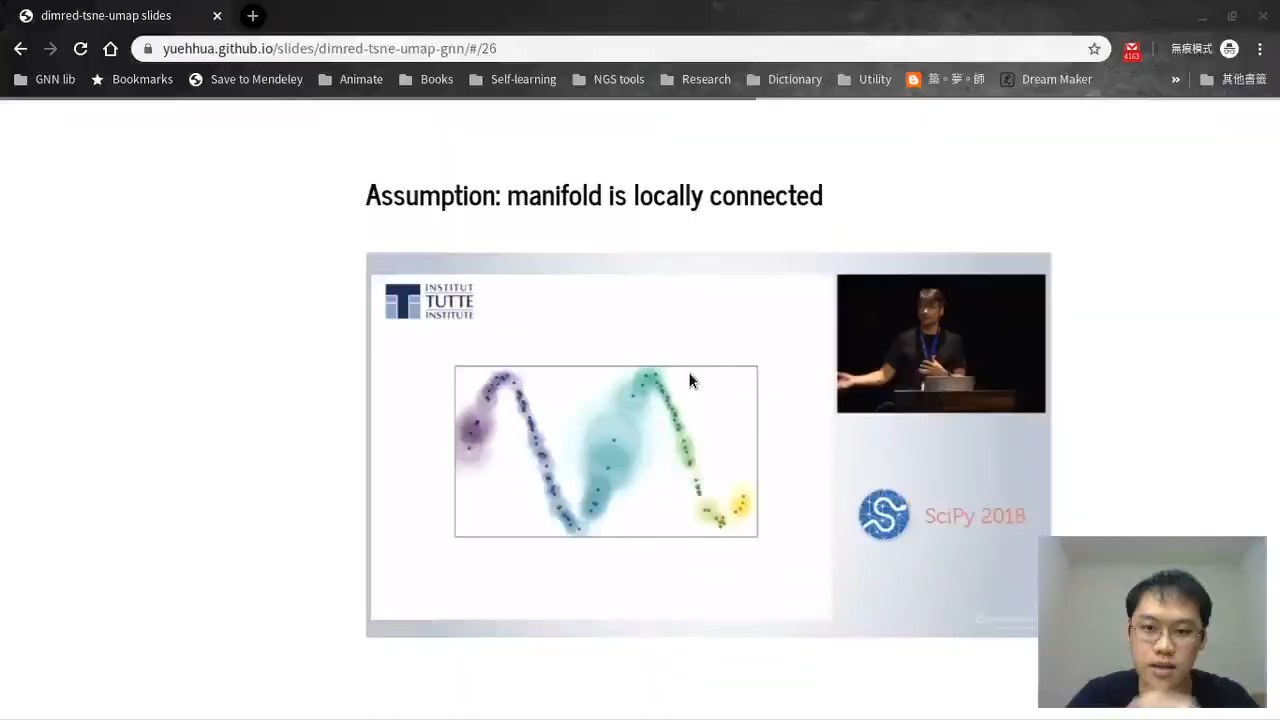 dimred-tsne-umap slides
yuehhua.github.io/slides/dimred-tsne-umap-gnn/#/26
4163
無痕模式
GNN lib
Bookmarks
Save to Mendeley
Animate
Books
Self-learning
NGS tools
Research
Dictionary
Utility
築。夢。師
Dream Maker
»
其他書籤
Assumption: manifold is locally connected
INSTITUT
TUTTE
INSTITUTE
SciPy 2018